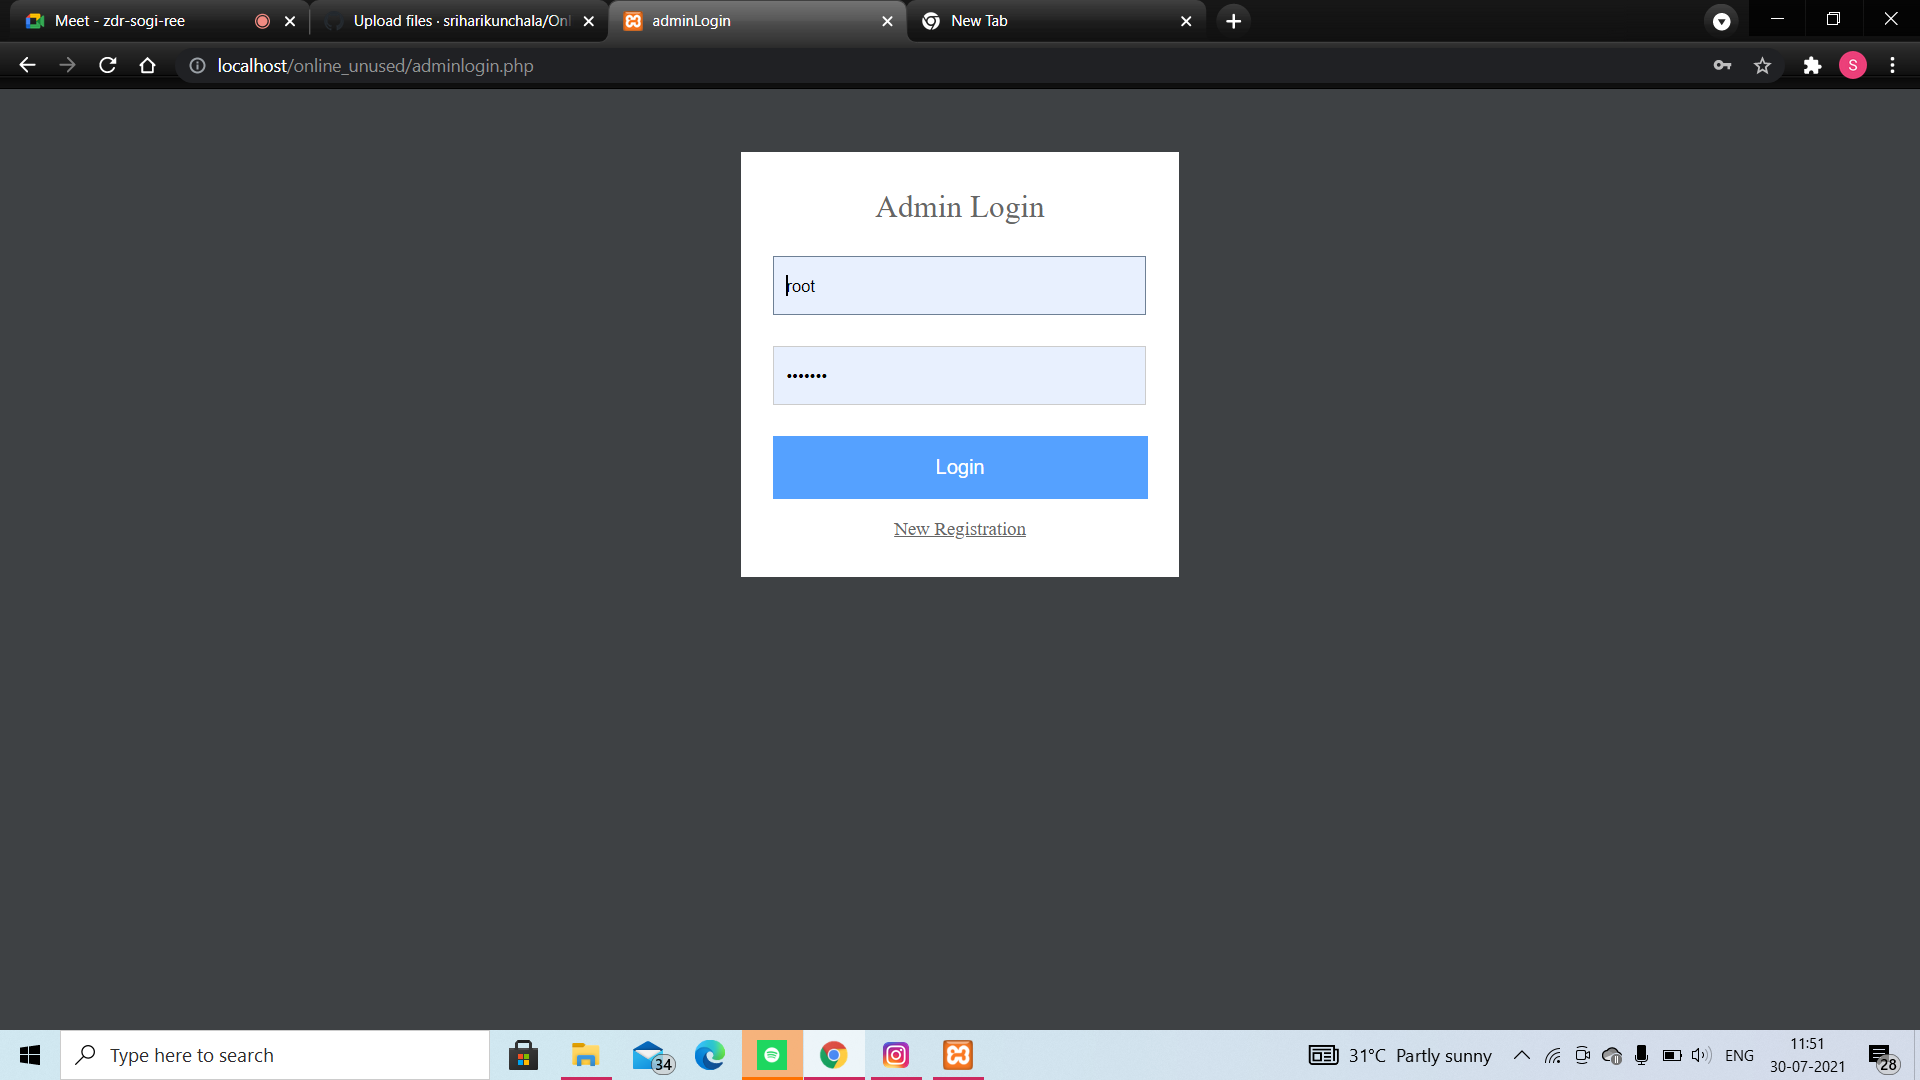 Meet - zdr-sogi-ree
Upload files · sriharikunchala/Onl
adminLogin
New Tab
localhost/online_unused/adminlogin.php
S
Admin Login
root
•••••••
Login
New Registration
Type here to search
34
31°C Partly sunny
ENG
11:51
30-07-2021
28